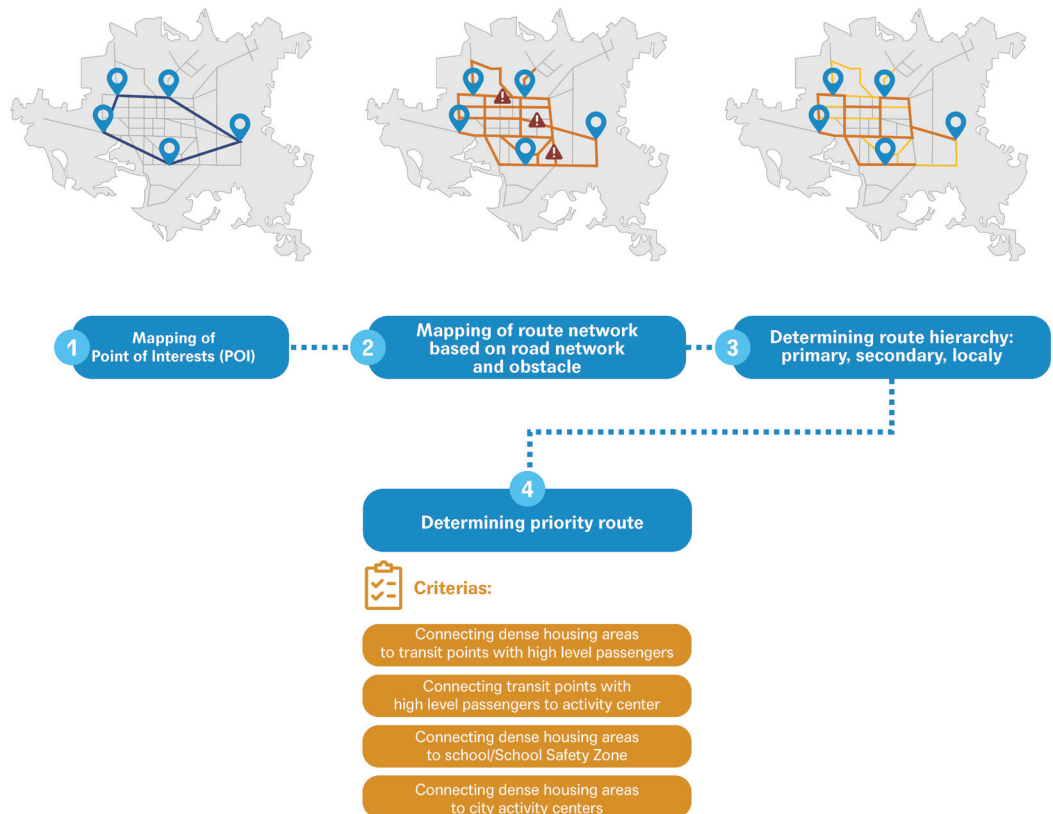 1
Mapping of
Point of Interests (POI)
2
Mapping of route network
based on road network
and obstacle
3
Determining route hierarchy:
primary, secondary, localy
4
Determining priority route
Criterias:
Connecting dense housing areas
to transit points with high level passengers
Connecting transit points with
high level passengers to activity center
Connecting dense housing areas
to school/School Safety Zone
Connecting dense housing areas
to city activity centers